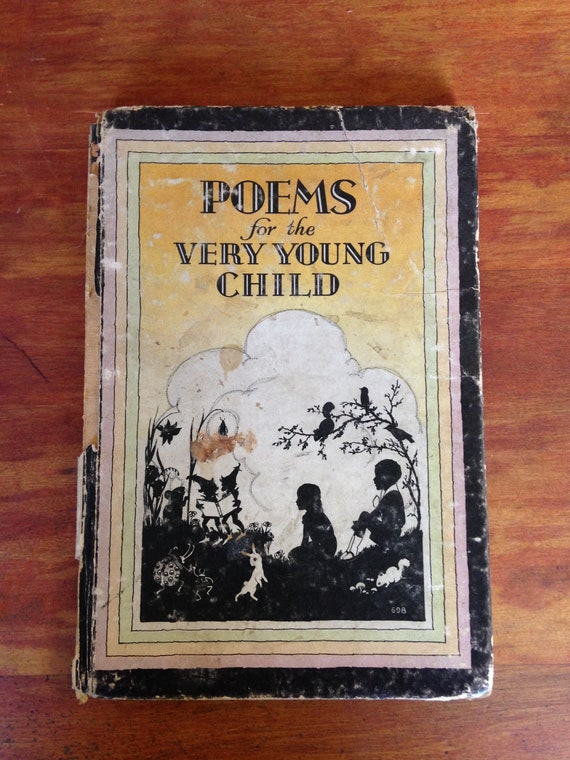 POEMS
for the
VERY YOUNG
CHILD
698